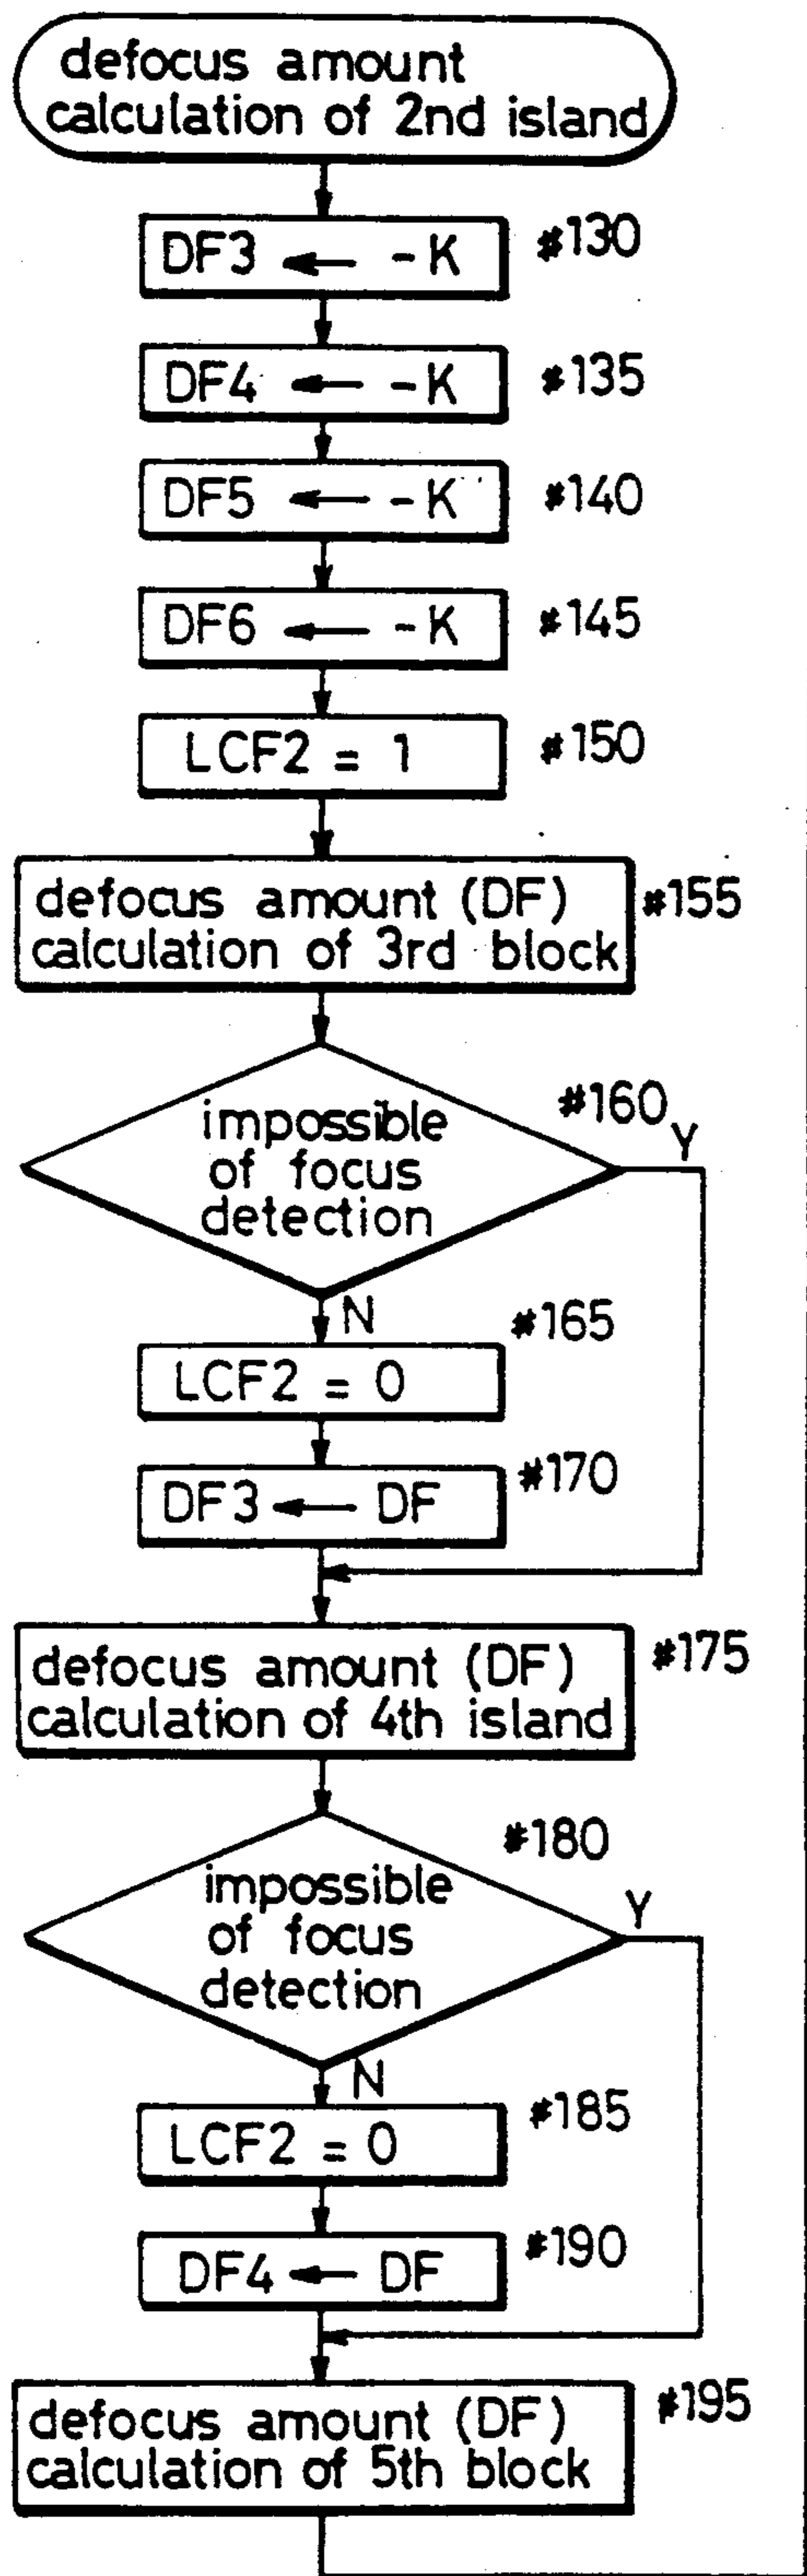 defocus amount
calculation of 2nd island
DF3 ← -K #130
DF4 ← -K #135
DF5 ← -K #140
DF6 ← -K #145
LCF2 = 1 #150
defocus amount (DF)
calculation of 3rd block #155
impossible
of focus
detection
#160
Y
N
LCF2 = 0 #165
DF3 ← DF #170
defocus amount (DF)
calculation of 4th island #175
impossible
of focus
detection
#180
Y
N
LCF2 = 0 #185
DF4 ← DF #190
defocus amount (DF)
calculation of 5th block #195